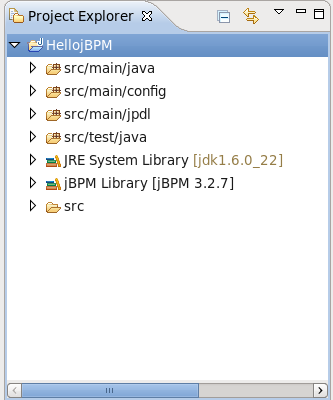 Project Explorer
HellojBPM
src/main/java
src/main/config
src/main/jpdl
src/test/java
JRE System Library [jdk1.6.0_22]
jBPM Library [jBPM 3.2.7]
src